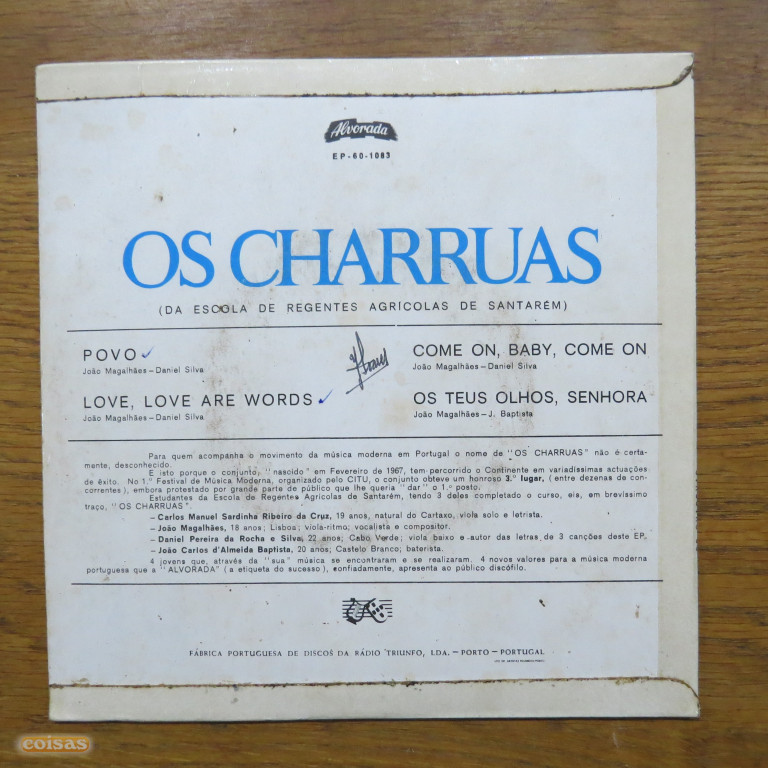 Alvorada
EP-60-1083
OS CHARRUAS
(DA ESCOLA DE REGENTES AGRÍCOLAS DE SANTARÉM)
POVO
João Magalhães – Daniel Silva
LOVE, LOVE ARE WORDS
João Magalhães – Daniel Silva
COME ON, BABY, COME ON
João Magalhães – Daniel Silva
OS TEUS OLHOS, SENHORA
João Magalhães – J. Baptista
Para quem acompanha o movimento da música moderna em Portugal o nome de "OS CHARRUAS" não é certa-
mente, desconhecido.
E isto porque o conjunto, "nascido" em Fevereiro de 1967, tem percorrido o Continente em variadíssimas actuações
de êxito. No 1.º Festival de Música Moderna, organizado pelo CITU, o conjunto obteve um honroso 3.º lugar, (entre dezenas de con-
correntes), embora protestado por grande parte de público que lhe queria "dar" o 1.º posto.
Estudantes da Escola de Regentes Agrícolas de Santarém, tendo 3 deles completado o curso, eis, em brevíssimo
traço, "OS CHARRUAS".
– Carlos Manuel Sardinha Ribeiro da Cruz, 19 anos, natural do Cartaxo, viola solo e letrista.
– João Magalhães, 18 anos; Lisboa; viola-ritmo; vocalista e compositor.
– Daniel Pereira da Rocha e Silva, 22 anos; Cabo Verde; viola baixo e autor das letras de 3 canções deste EP.
– João Carlos d'Almeida Baptista, 20 anos; Castelo Branco; baterista.
4 jovens que, através da "sua" música se encontraram e se realizaram. 4 novos valores para a música moderna
portuguesa que a "ALVORADA" (a etiqueta do sucesso), confiadamente, apresenta ao público discófilo.
FÁBRICA PORTUGUESA DE DISCOS DA RÁDIO TRIUNFO, LDA. – PORTO – PORTUGAL
coisas